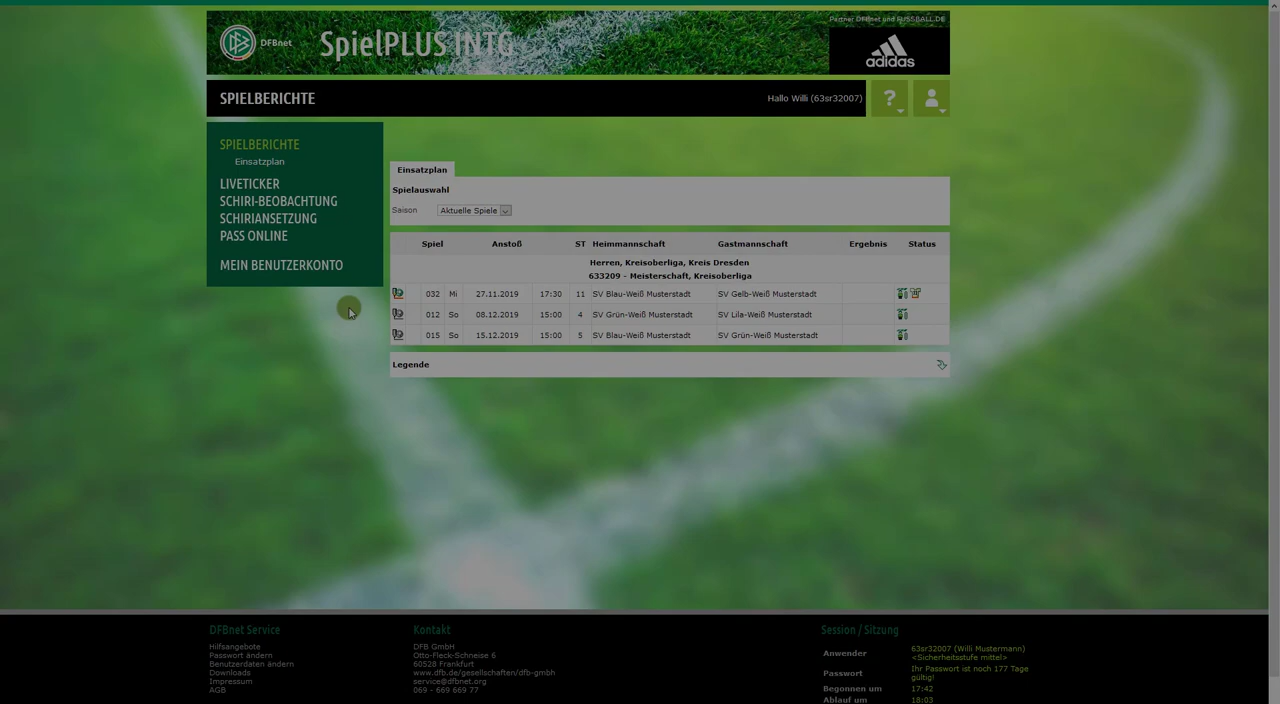 Partner DFBnet und FUSSBALL.DE
DFBnet SpielPLUS INTG
adidas
SPIELBERICHTE
Hallo Willi (63sr32007)
?
SPIELBERICHTE
Einsatzplan
LIVETICKER
SCHIRI-BEOBACHTUNG
SCHIRIANSETZUNG
PASS ONLINE
MEIN BENUTZERKONTO
Einsatzplan
Spielauswahl
Saison Aktuelle Spiele
Spiel Anstoß ST Heimmannschaft Gastmannschaft Ergebnis Status
Herren, Kreisoberliga, Kreis Dresden
633209 - Meisterschaft, Kreisoberliga
032 Mi 27.11.2019 17:30 11 SV Blau-Weiß Musterstadt SV Gelb-Weiß Musterstadt
012 So 08.12.2019 15:00 4 SV Grün-Weiß Musterstadt SV Lila-Weiß Musterstadt
015 So 15.12.2019 15:00 5 SV Blau-Weiß Musterstadt SV Grün-Weiß Musterstadt
Legende
DFBnet Service
Hilfsangebote
Passwort ändern
Benutzerdaten ändern
Downloads
Impressum
AGB
Kontakt
DFB GmbH
Otto-Fleck-Schneise 6
60528 Frankfurt
www.dfb.de/gesellschaften/dfb-gmbh
service@dfbnet.org
069 - 669 669 77
Session / Sitzung
Anwender 63sr32007 (Willi Mustermann)
<Sicherheitsstufe mittel>
Passwort Ihr Passwort ist noch 177 Tage
gültig!
Begonnen um 17:42
Ablauf um 18:03